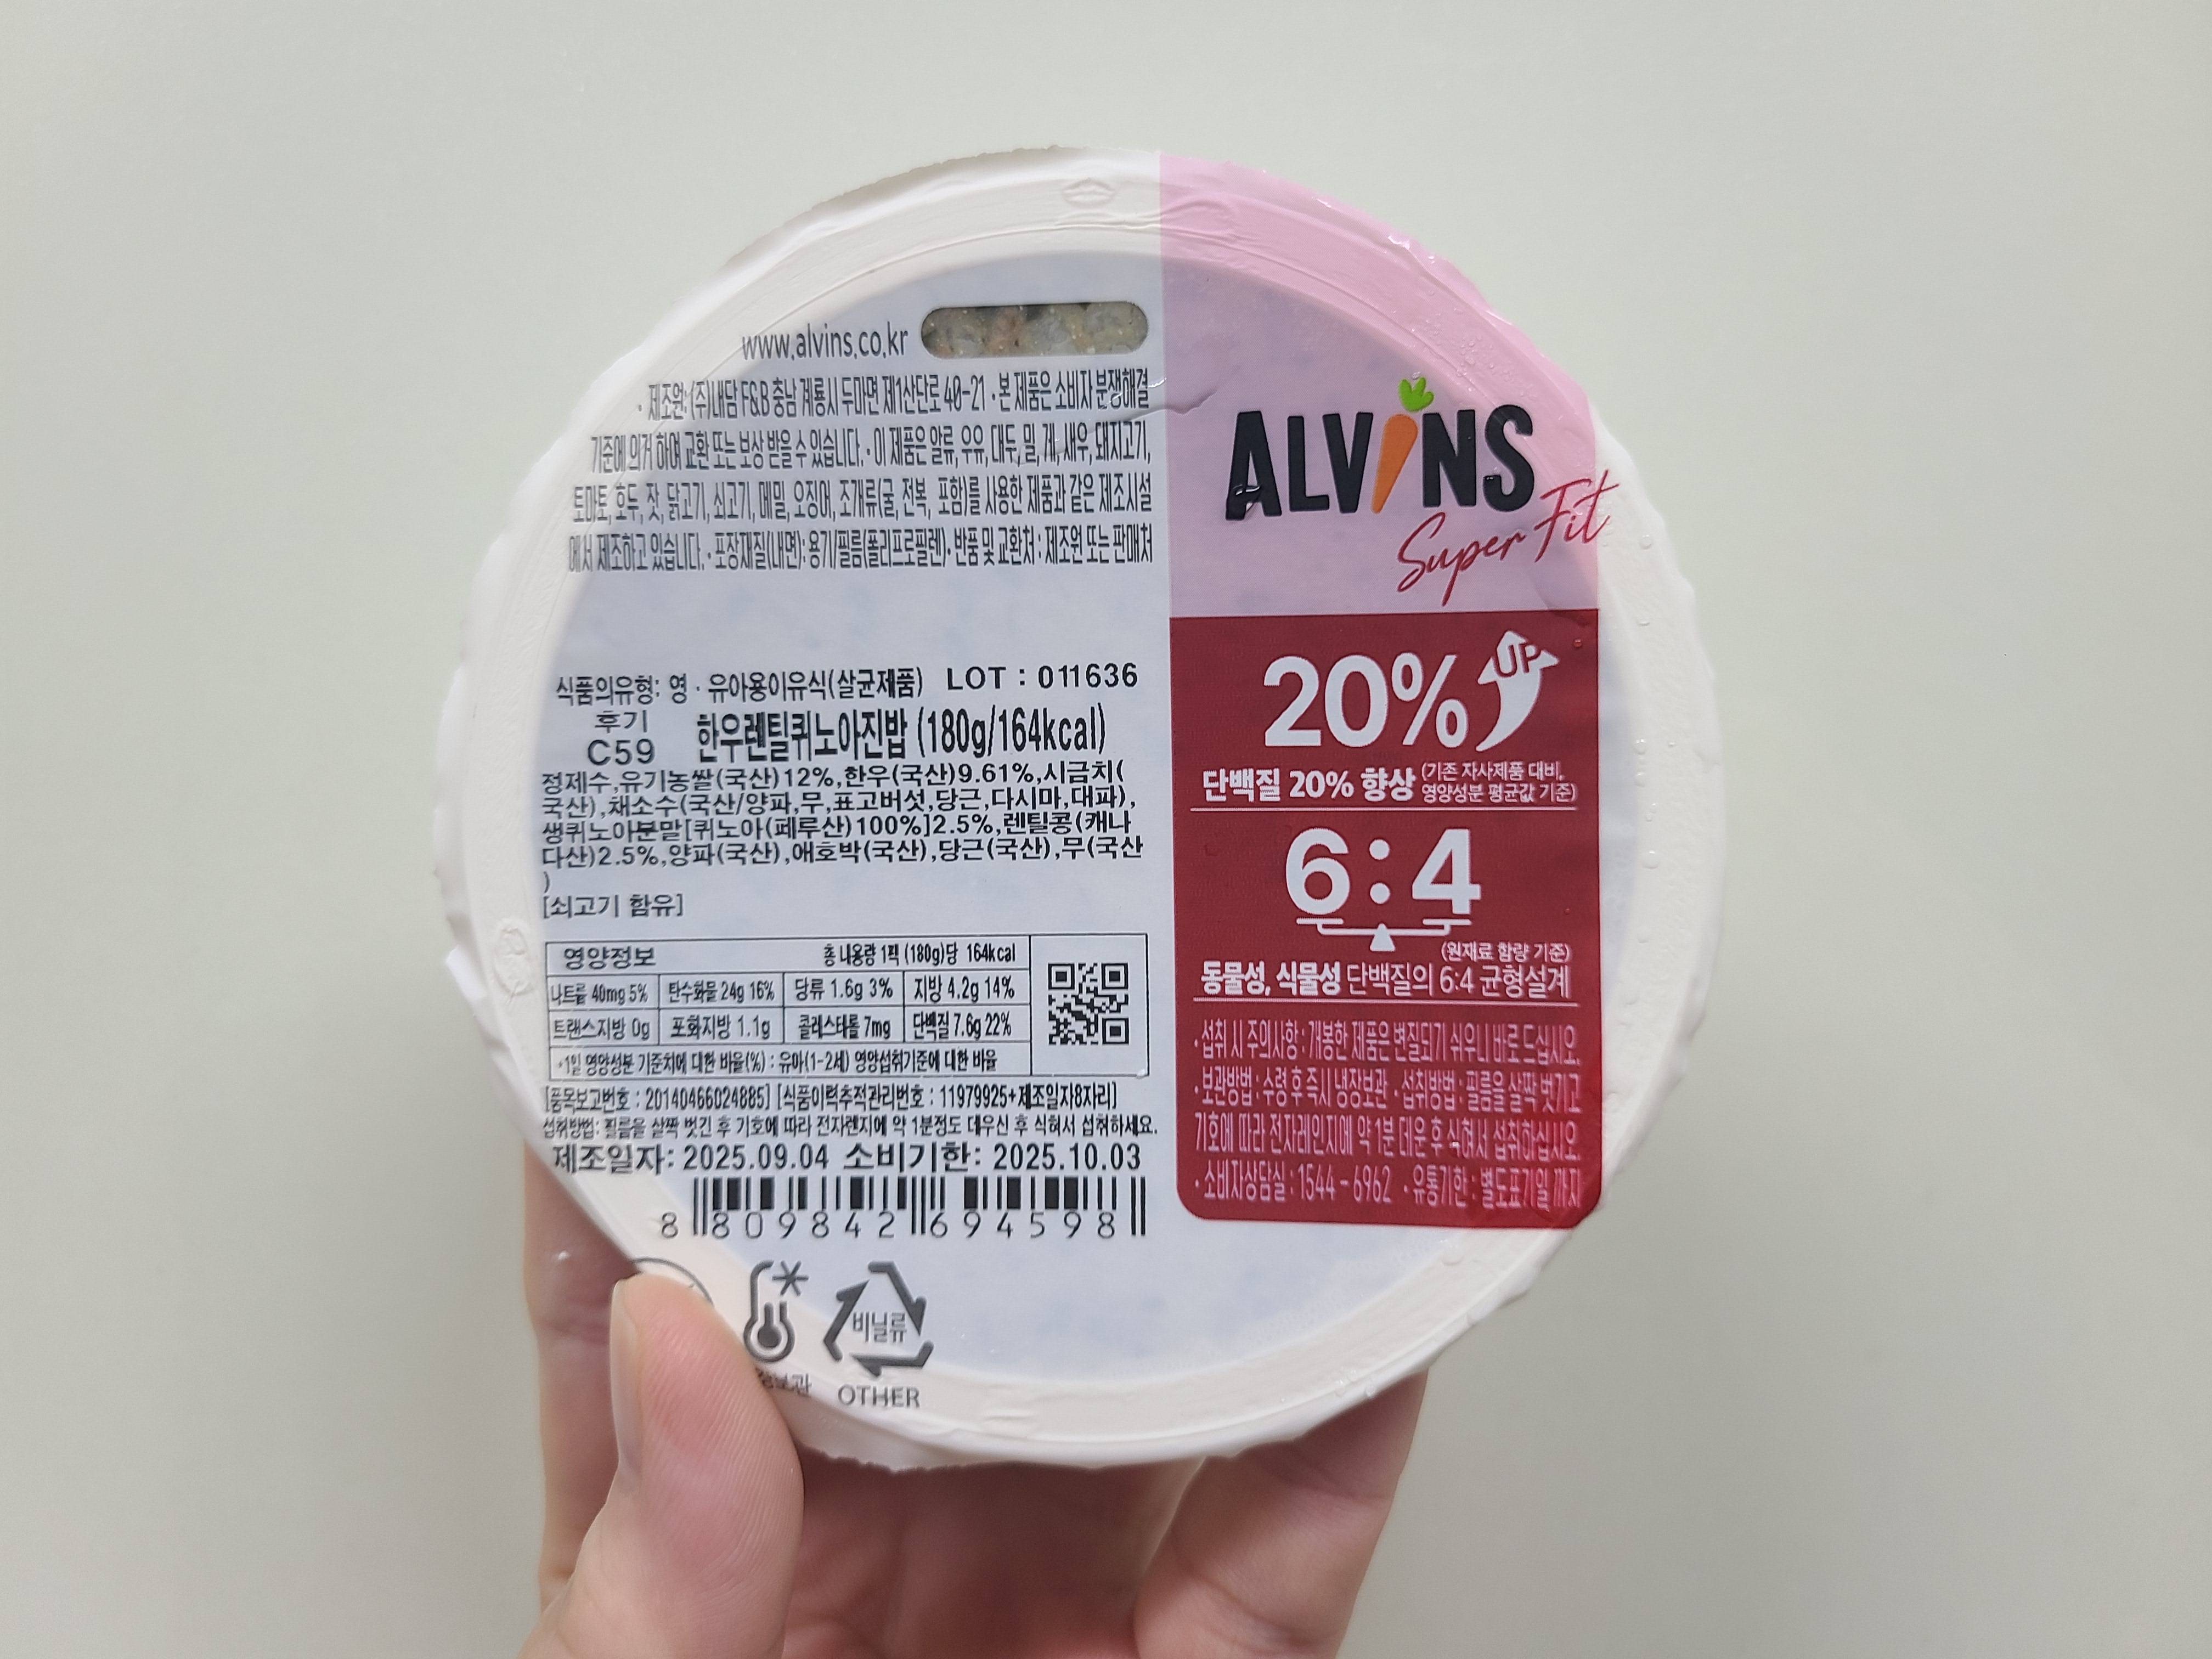 www.alvins.co.kr
· 제조원: (주)내담 F&B 충남 계룡시 두마면 제1산단로 40-21 · 본 제품은 소비자 분쟁해결
기준에 의거 하여 교환 또는 보상 받을 수 있습니다. · 이 제품은 알류, 우유, 대두, 밀, 게, 새우, 돼지고기,
토마토, 호두, 잣, 닭고기, 쇠고기, 메밀, 오징어, 조개류(굴, 전복, 포함)를 사용한 제품과 같은 제조시설
에서 제조하고 있습니다. · 포장재질(내면): 용기/필름(폴리프로필렌)· 반품 및 교환처 : 제조원 또는 판매처
식품의유형: 영 · 유아용이유식(살균제품) LOT : 011636
후기
C59 한우렌틸퀴노아진밥 (180g/164kcal)
정제수,유기농쌀(국산)12%,한우(국산)9.61%,시금치(
국산),채소수(국산/양파,무,표고버섯,당근,다시마,대파),
생퀴노아분말[퀴노아(페루산)100%]2.5%,렌틸콩(캐나
다산)2.5%,양파(국산),애호박(국산),당근(국산),무(국산
)
[쇠고기 함유]
영양정보 총 내용량 1팩 (180g)당 164kcal
나트륨 40mg 5% 탄수화물 24g 16% 당류 1.6g 3% 지방 4.2g 14%
트랜스지방 0g 포화지방 1.1g 콜레스테롤 7mg 단백질 7.6g 22%
·1일 영양성분 기준치에 대한 비율(%) : 유아(1-2세) 영양섭취기준에 대한 비율
[품목보고번호 : 20140466024885] [식품이력추적관리번호 : 11979925+제조일자8자리]
섭취방법: 필름을 살짝 벗긴 후 기호에 따라 전자렌지에 약 1분정도 데우신 후 식혀서 섭취하세요.
제조일자: 2025.09.04 소비기한: 2025.10.03
8 809842 694598
비닐류
OTHER
ALVINS
Super Fit
20% UP
단백질 20% 향상 (기존 자사제품 대비,
영양성분 평균값 기준)
6:4
(원재료 함량 기준)
동물성, 식물성 단백질의 6:4 균형설계
· 섭취 시 주의사항 : 개봉한 제품은 변질되기 쉬우니 바로 드십시오.
· 보관방법 : 수령 후 즉시 냉장보관 · 섭취방법 : 필름을 살짝 벗기고
기호에 따라 전자레인지에 약 1분 데운 후 식혀서 섭취하십시오.
· 소비자상담실 : 1544 - 6962 · 유통기한 : 별도표기일 까지